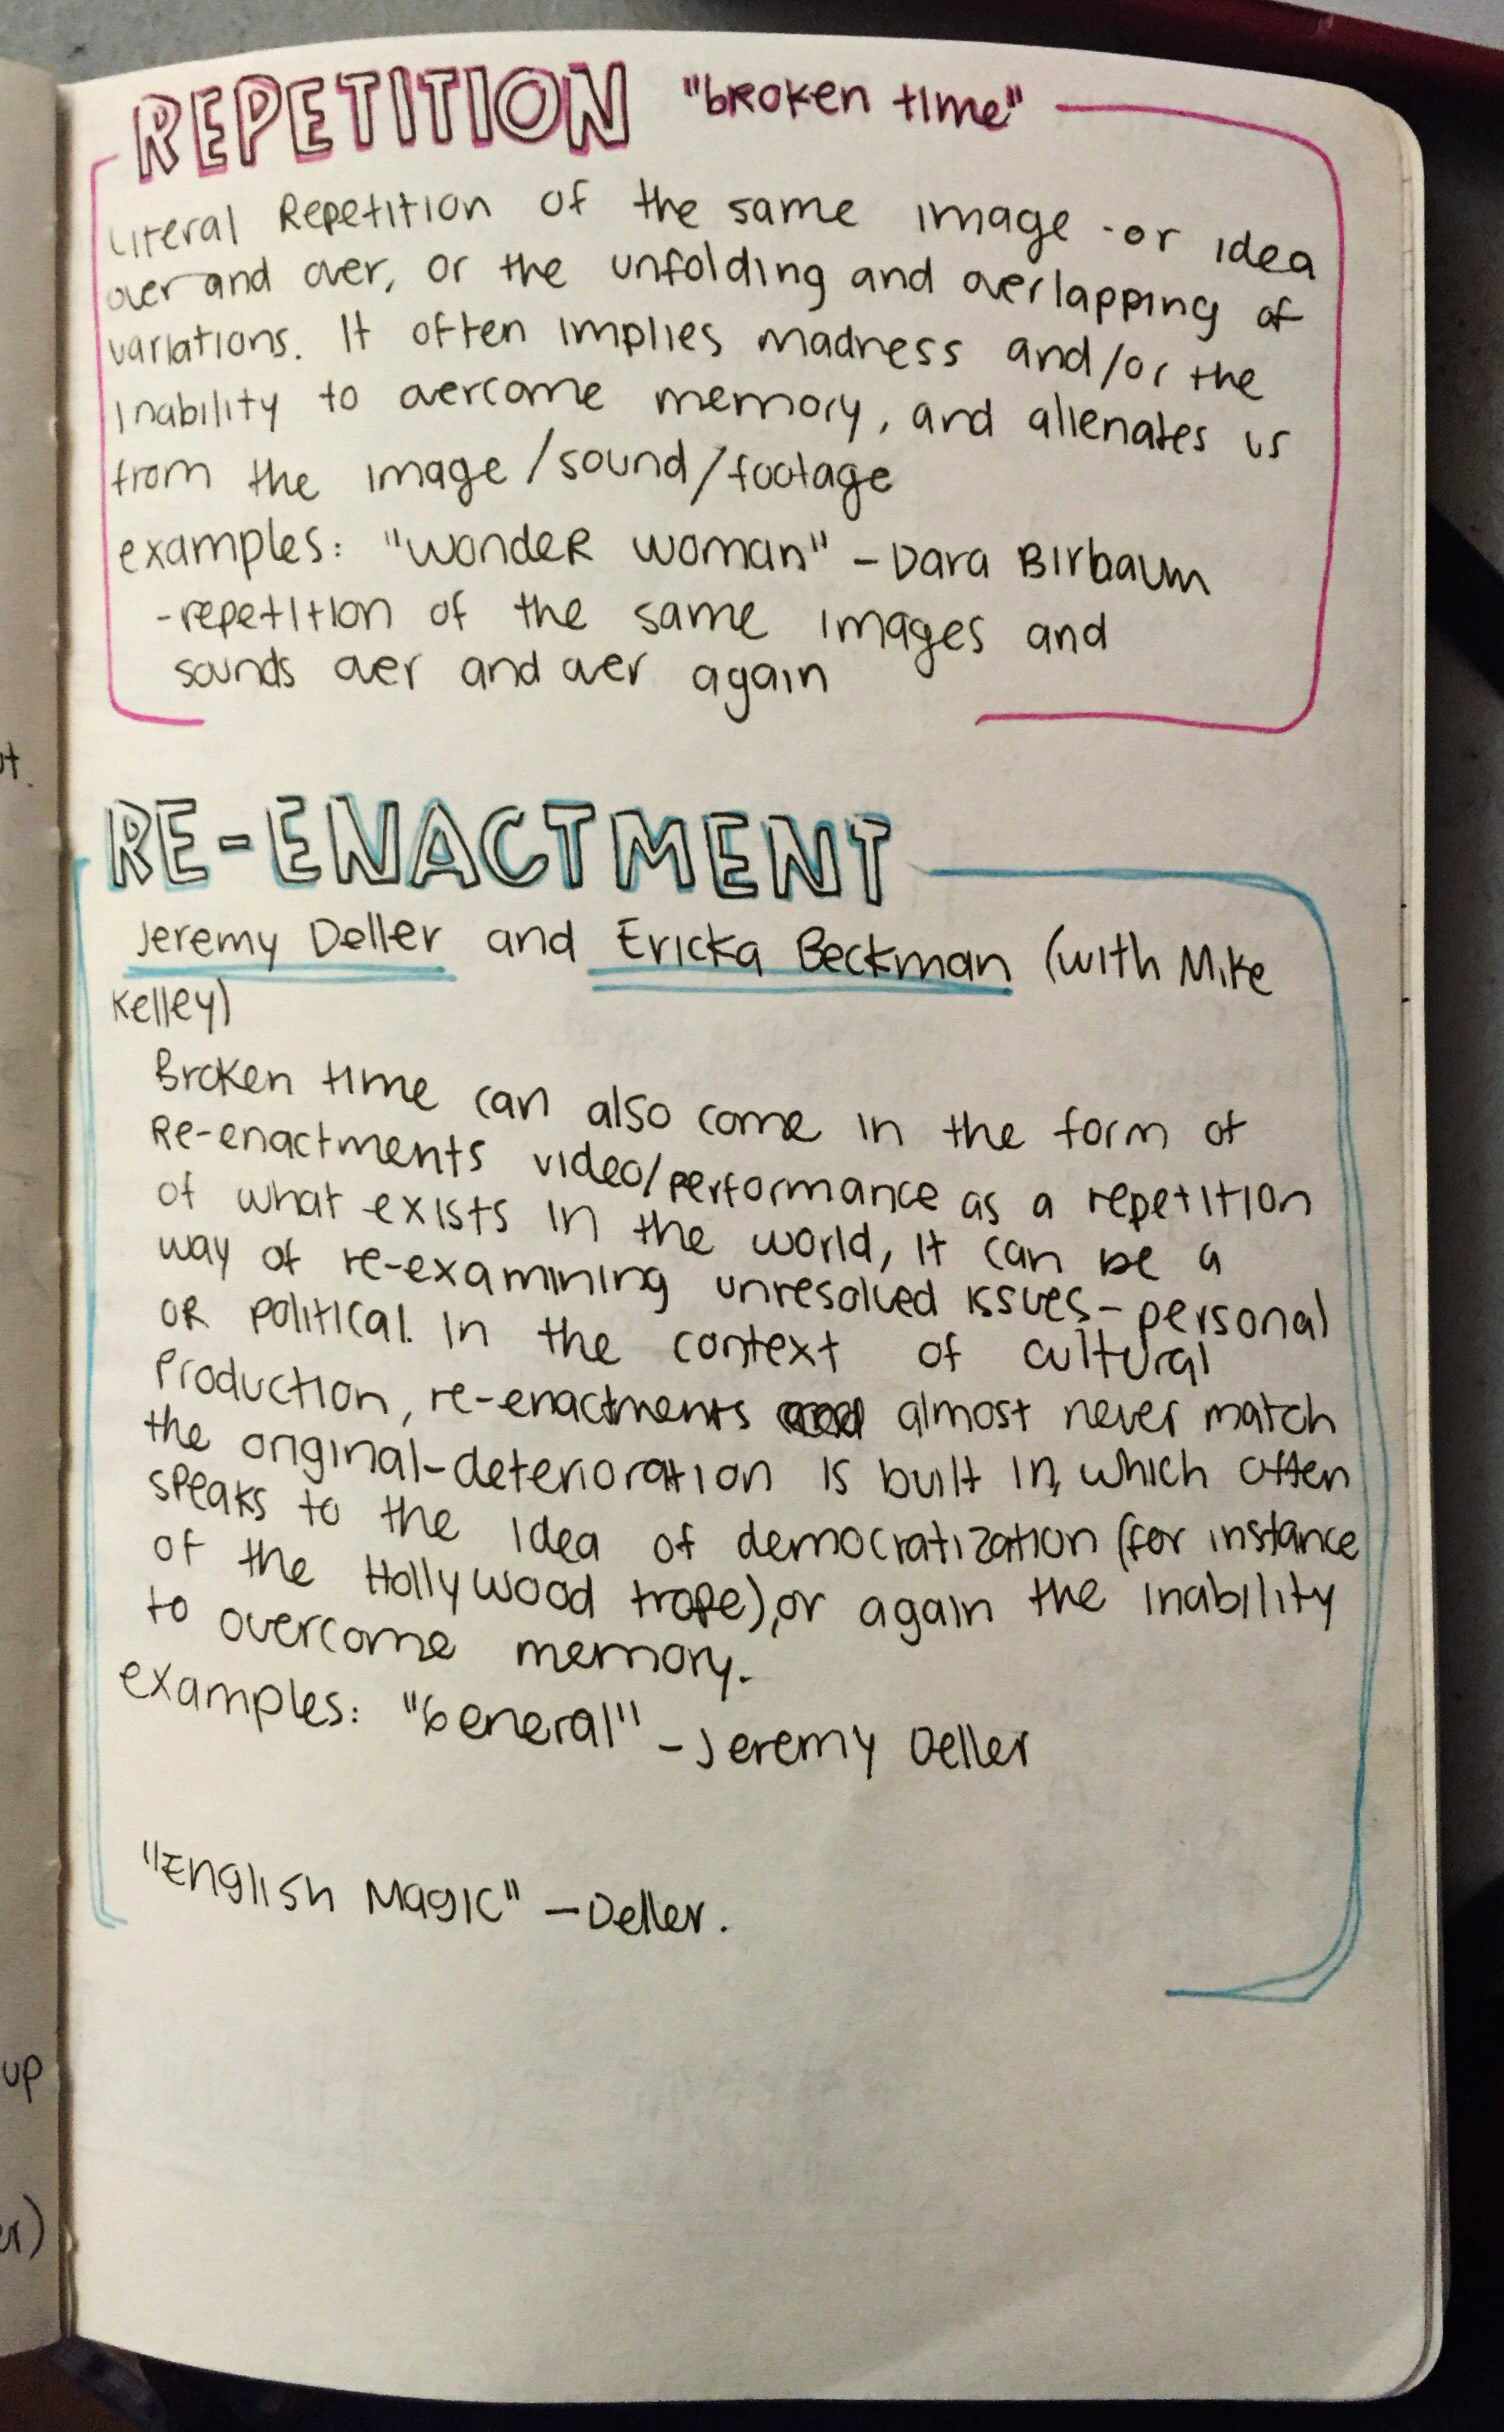 REPETITION "broken time"
Literal Repetition of the same image or idea
over and over, or the unfolding and overlapping of
variations. It often implies madness and/or the
inability to overcome memory, and alienates us
from the image/sound/footage
examples: "Wonder Woman" - Dara Birbaum
- repetition of the same images and
sounds over and over again
RE-ENACTMENT
Jeremy Deller and Ericka Beckman (with Mike
Kelley)
Broken time can also come in the form of
Re-enactments video/performance as a repetition
of what exists in the world, it can be a
way of re-examining unresolved issues - personal
or political. In the context of cultural
production, re-enactments almost never match
the original - deterioration is built in, which often
speaks to the idea of democratization (for instance
of the Hollywood trope), or again the inability
to overcome memory.
examples: "General" - Jeremy Deller
"English Magic" - Deller.
up
er)